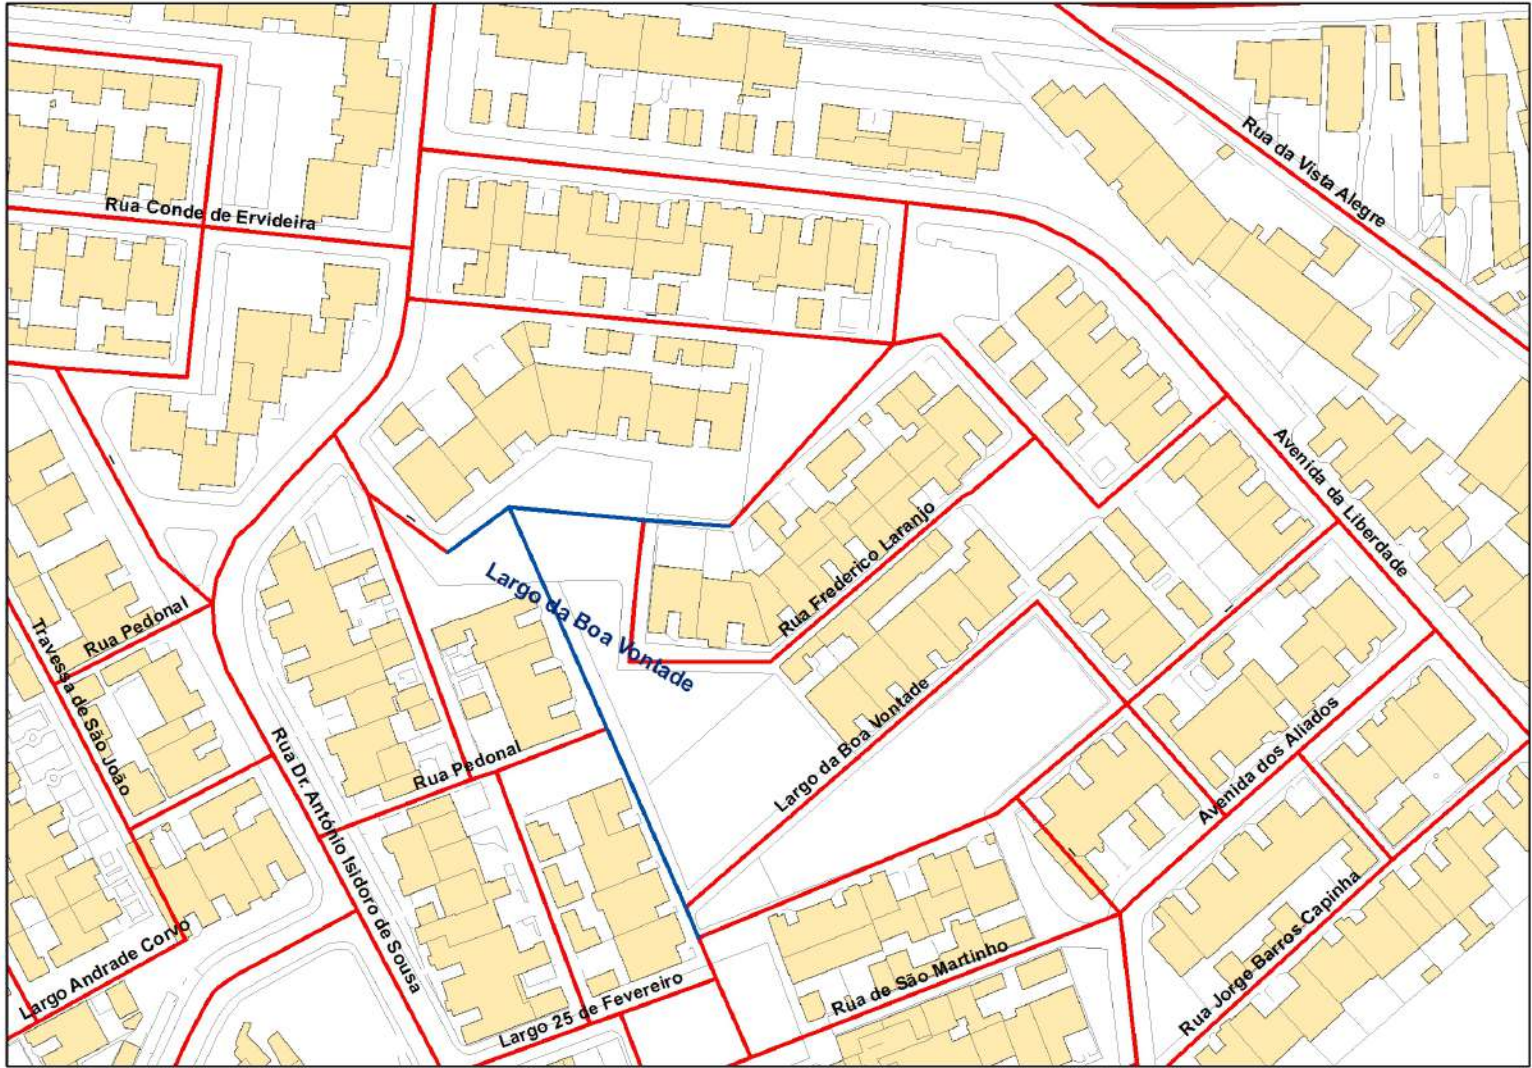 Rua da Vista Alegre
Rua Conde de Ervideira
Avenida da Liberdade
Rua Frederico Laranjo
Largo da Boa Vontade
Rua Pedonal
Travessa de São João
Largo da Boa Vontade
Avenida dos Aliados
Rua Pedonal
Rua Dr. António Isidoro de Sousa
Rua Jorge Barros Capinha
Largo Andrade Corvo
Rua de São Martinho
Largo 25 de Fevereiro